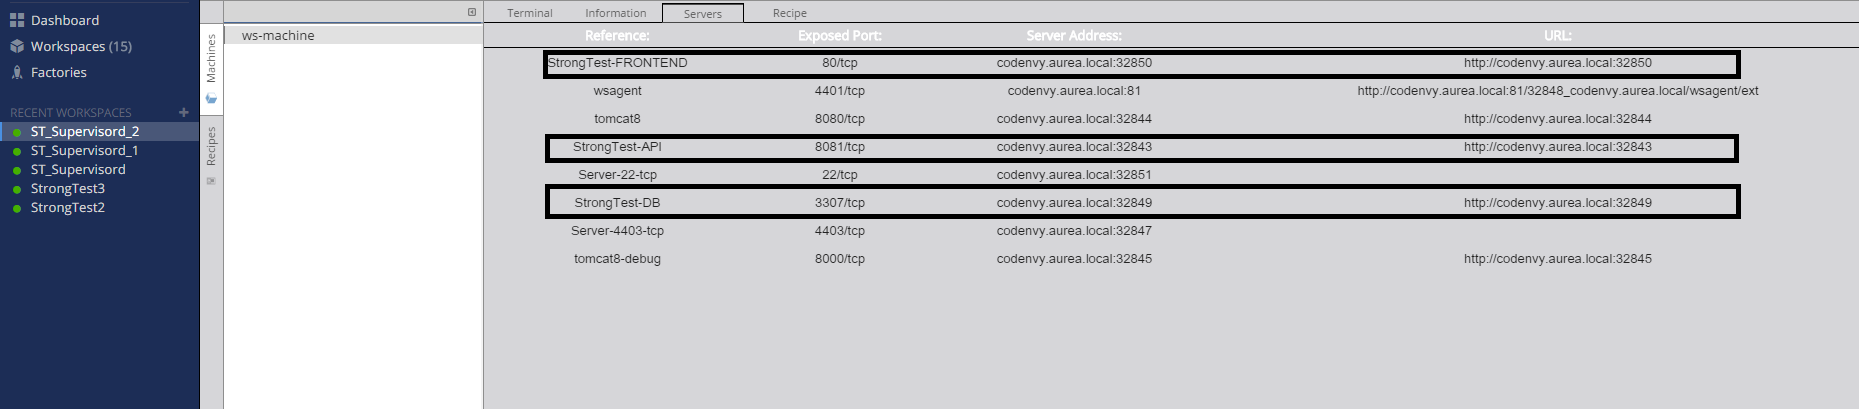 Dashboard
Workspaces (15)
Factories
RECENT WORKSPACES +
ST_Supervisord_2
ST_Supervisord_1
ST_Supervisord
StrongTest3
StrongTest2
Machines
Recipes
ws-machine
Terminal Information Servers Recipe
Reference: Exposed Port: Server Address: URL:
StrongTest-FRONTEND 80/tcp codenvy.aurea.local:32850 http://codenvy.aurea.local:32850
wsagent 4401/tcp codenvy.aurea.local:81 http://codenvy.aurea.local:81/32848_codenvy.aurea.local/wsagent/ext
tomcat8 8080/tcp codenvy.aurea.local:32844 http://codenvy.aurea.local:32844
StrongTest-API 8081/tcp codenvy.aurea.local:32843 http://codenvy.aurea.local:32843
Server-22-tcp 22/tcp codenvy.aurea.local:32851
StrongTest-DB 3307/tcp codenvy.aurea.local:32849 http://codenvy.aurea.local:32849
Server-4403-tcp 4403/tcp codenvy.aurea.local:32847
tomcat8-debug 8000/tcp codenvy.aurea.local:32845 http://codenvy.aurea.local:32845